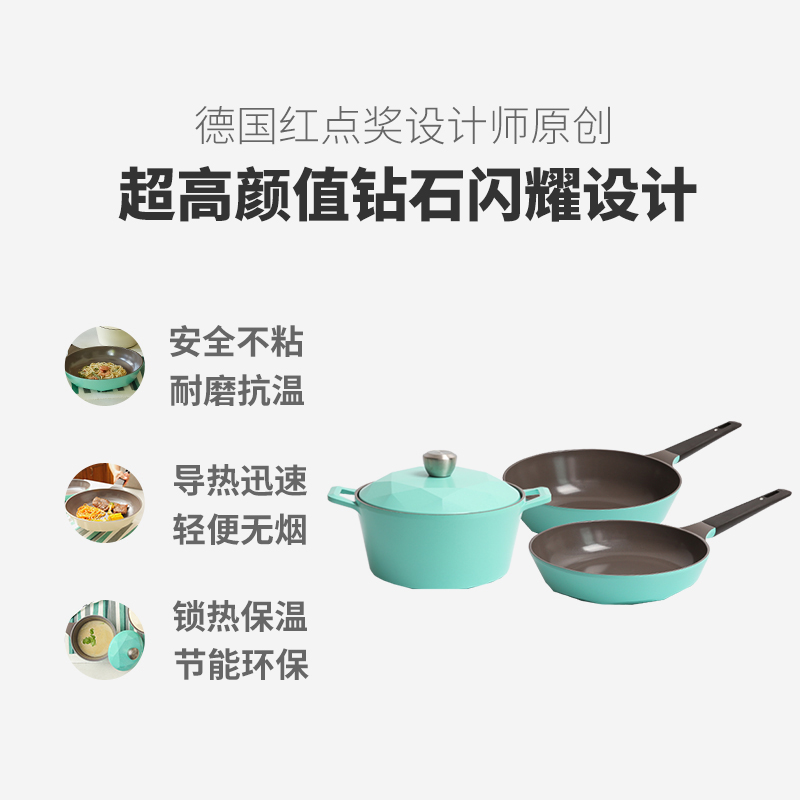 德国红点奖设计师原创
超高颜值钻石闪耀设计
安全不粘
耐磨抗温
导热迅速
轻便无烟
锁热保温
节能环保